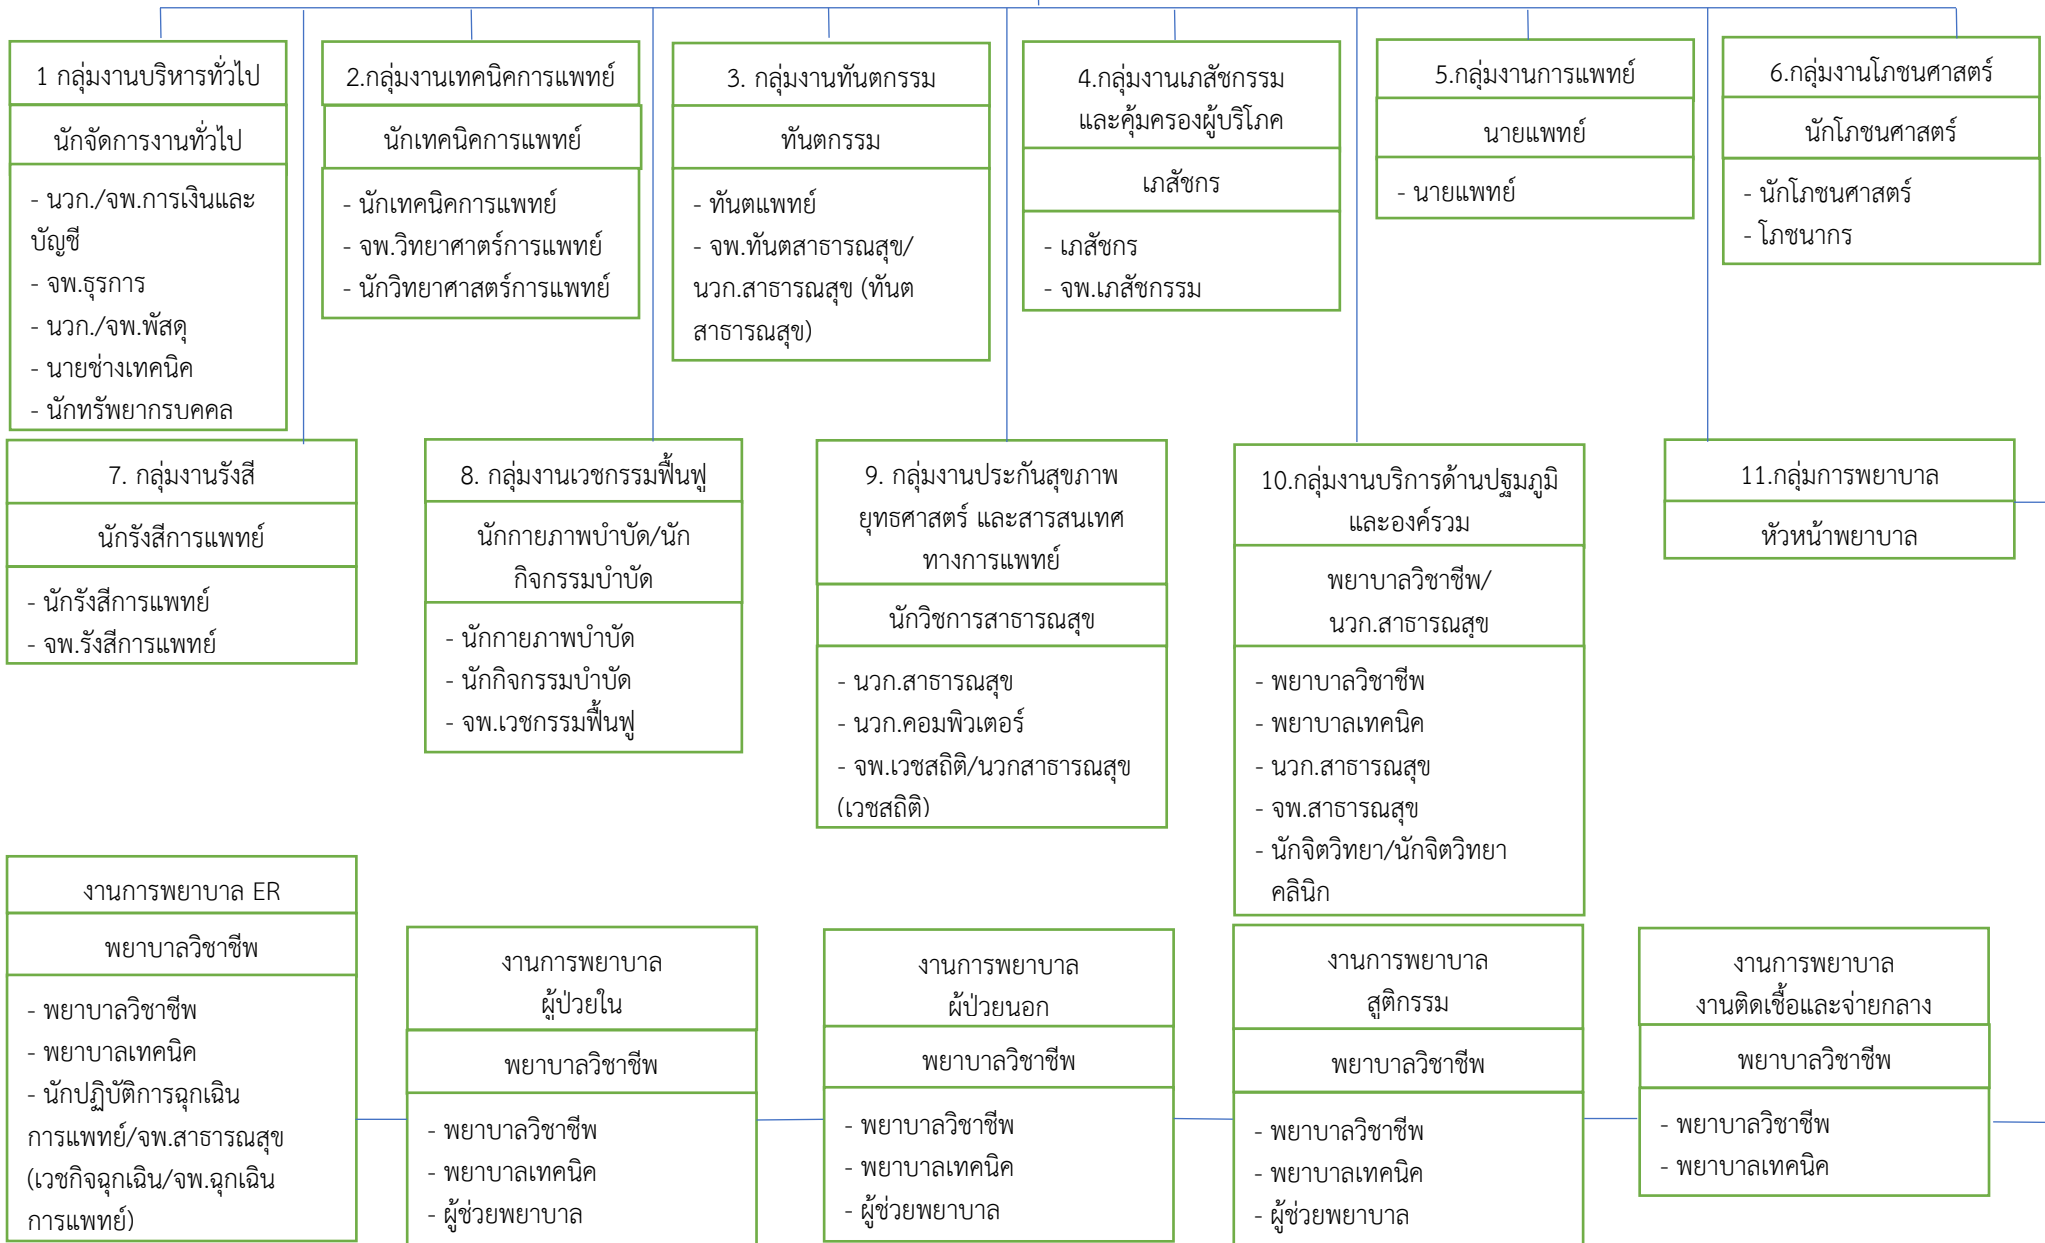 1 กลุ่มงานบริหารทั่วไป
นักจัดการงานทั่วไป
- นวก./จพ.การเงินและ
บัญชี
- จพ.ธุรการ
- นวก./จพ.พัสดุ
- นายช่างเทคนิค
- นักทรัพยากรบุคคล
2.กลุ่มงานเทคนิคการแพทย์
นักเทคนิคการแพทย์
- นักเทคนิคการแพทย์
- จพ.วิทยาศาตร์การแพทย์
- นักวิทยาศาสตร์การแพทย์
3. กลุ่มงานทันตกรรม
ทันตกรรม
- ทันตแพทย์
- จพ.ทันตสาธารณสุข/
นวก.สาธารณสุข (ทันต
สาธารณสุข)
4.กลุ่มงานเภสัชกรรม
และคุ้มครองผู้บริโภค
เภสัชกร
- เภสัชกร
- จพ.เภสัชกรรม
5.กลุ่มงานการแพทย์
นายแพทย์
- นายแพทย์
6.กลุ่มงานโภชนศาสตร์
นักโภชนศาสตร์
- นักโภชนศาสตร์
- โภชนากร
7. กลุ่มงานรังสี
นักรังสีการแพทย์
- นักรังสีการแพทย์
- จพ.รังสีการแพทย์
8. กลุ่มงานเวชกรรมฟื้นฟู
นักกายภาพบำบัด/นัก
กิจกรรมบำบัด
- นักกายภาพบำบัด
- นักกิจกรรมบำบัด
- จพ.เวชกรรมฟื้นฟู
9. กลุ่มงานประกันสุขภาพ
ยุทธศาสตร์ และสารสนเทศ
ทางการแพทย์
นักวิชการสาธารณสุข
- นวก.สาธารณสุข
- นวก.คอมพิวเตอร์
- จพ.เวชสถิติ/นวกสาธารณสุข
(เวชสถิติ)
10.กลุ่มงานบริการด้านปฐมภูมิ
และองค์รวม
พยาบาลวิชาชีพ/
นวก.สาธารณสุข
- พยาบาลวิชาชีพ
- พยาบาลเทคนิค
- นวก.สาธารณสุข
- จพ.สาธารณสุข
- นักจิตวิทยา/นักจิตวิทยา
คลินิก
11.กลุ่มการพยาบาล
หัวหน้าพยาบาล
งานการพยาบาล ER
พยาบาลวิชาชีพ
- พยาบาลวิชาชีพ
- พยาบาลเทคนิค
- นักปฏิบัติการฉุกเฉิน
การแพทย์/จพ.สาธารณสุข
(เวชกิจฉุกเฉิน/จพ.ฉุกเฉิน
การแพทย์)
งานการพยาบาล
ผู้ป่วยใน
พยาบาลวิชาชีพ
- พยาบาลวิชาชีพ
- พยาบาลเทคนิค
- ผู้ช่วยพยาบาล
งานการพยาบาล
ผู้ป่วยนอก
พยาบาลวิชาชีพ
- พยาบาลวิชาชีพ
- พยาบาลเทคนิค
- ผู้ช่วยพยาบาล
งานการพยาบาล
สูติกรรม
พยาบาลวิชาชีพ
- พยาบาลวิชาชีพ
- พยาบาลเทคนิค
- ผู้ช่วยพยาบาล
งานการพยาบาล
งานติดเชื้อและจ่ายกลาง
พยาบาลวิชาชีพ
- พยาบาลวิชาชีพ
- พยาบาลเทคนิค